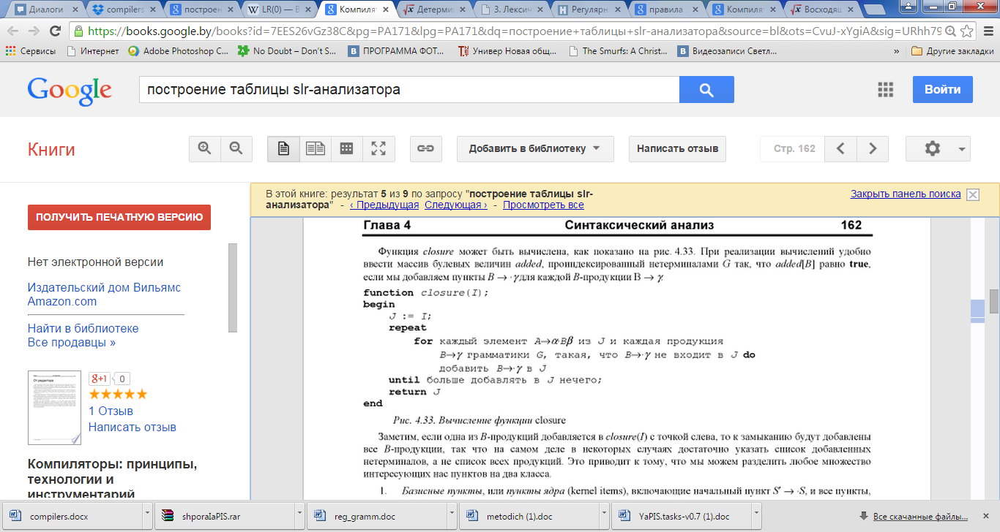 Диалоги
compilers
построен
LR(0) — В
Компилят
Детерми
3. Лексич
Регулярн
правила
Компиля
Восходящ
https://books.google.by/books?id=7EES26vGz38C&pg=PA171&lpg=PA171&dq=построение+таблицы+slr-анализатора&source=bl&ots=CvuJ-xYgiA&sig=URhh79
Сервисы
Интернет
Adobe Photoshop C...
No Doubt – Don´t S...
ПРОГРАММА ФОТ...
Универ Новая общ...
The Smurfs: A Christ...
Видеозаписи Светл...
»
Другие закладки
Google
построение таблицы slr-анализатора
Войти
Книги
Добавить в библиотеку
Написать отзыв
Стр. 162
В этой книге: результат 5 из 9 по запросу "построение таблицы slr-
анализатора" - ‹ Предыдущая Следующая › - Просмотреть все
Закрыть панель поиска
ПОЛУЧИТЬ ПЕЧАТНУЮ ВЕРСИЮ
Нет электронной версии
Издательский дом Вильямс
Amazon.com
Найти в библиотеке
Все продавцы »
От редактора
g+1 0
1 Отзыв
Написать отзыв
Компиляторы: принципы,
технологии и
инструментарий
Глава 4 Синтаксический анализ 162
Функция closure может быть вычислена, как показано на рис. 4.33. При реализации вычислений удобно
ввести массив булевых величин added, проиндексированный нетерминалами G так, что added[B] равно true,
если мы добавляем пункты B → ·γ для каждой B-продукции B → γ.
function closure(I);
begin
J := I;
repeat
for каждый элемент A→α·Bβ из J и каждая продукция
B→γ грамматики G, такая, что B→·γ не входит в J do
добавить B→·γ в J
until больше добавлять в J нечего;
return J
end
Рис. 4.33. Вычисление функции closure
Заметим, если одна из B-продукций добавляется в closure(I) с точкой слева, то к замыканию будут добавлены
все B-продукции, так что на самом деле в некоторых случаях достаточно указать список добавленных
нетерминалов, а не список всех продукций. Это приводит к тому, что мы можем разделить любое множество
интересующих нас пунктов на два класса.
1. Базисные пункты, или пункты ядра (kernel items), включающие начальный пункт S' → ·S, и все пункты,
compilers.docx
shporaIaPIS.rar
reg_gramm.doc
metodich (1).doc
YaPIS.tasks-v0.7 (1).doc
Все скачанные файлы...